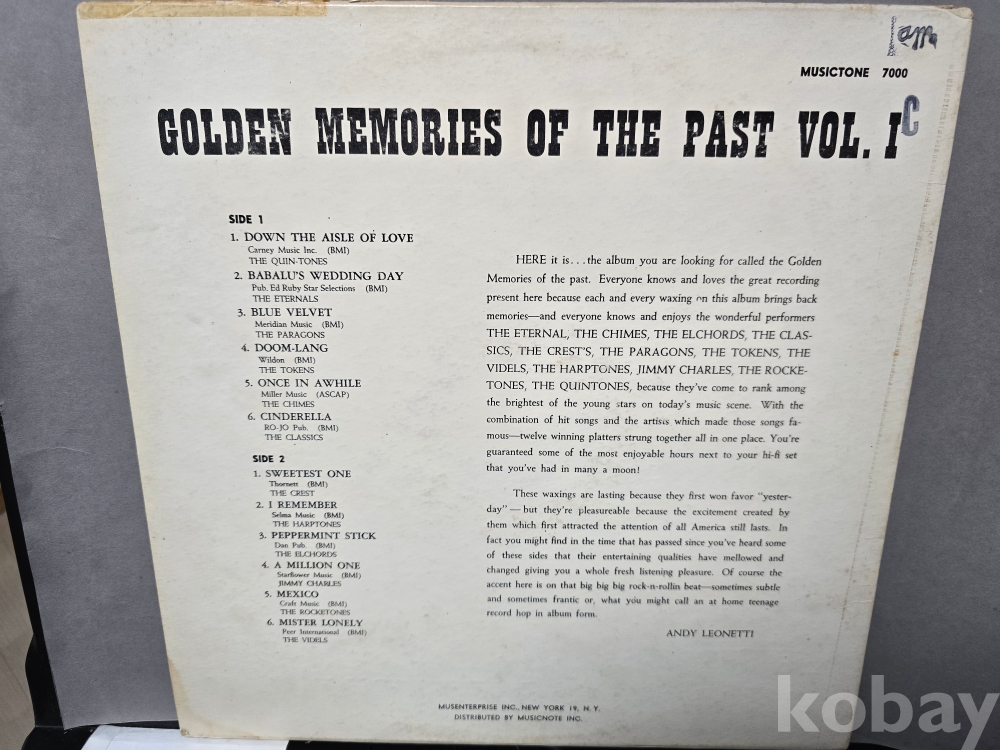 am
MUSICTONE 7000
GOLDEN MEMORIES OF THE PAST VOL. I
C
SIDE 1
1. DOWN THE AISLE OF LOVE
Carney Music Inc. (BMI)
THE QUIN-TONES
2. BABALU'S WEDDING DAY
Pub. Ed Ruby Star Selections (BMI)
THE ETERNALS
3. BLUE VELVET
Meridian Music (BMI)
THE PARAGONS
4. DOOM-LANG
Wildon (BMI)
THE TOKENS
5. ONCE IN AWHILE
Miller Music (ASCAP)
THE CHIMES
6. CINDERELLA
RO-JO Pub. (BMI)
THE CLASSICS
SIDE 2
1. SWEETEST ONE
Thornett (BMI)
THE CREST
2. I REMEMBER
Selma Music (BMI)
THE HARPTONES
3. PEPPERMINT STICK
Dan Pub. (BMI)
THE ELCHORDS
4. A MILLION ONE
Starflower Music (BMI)
JIMMY CHARLES
5. MEXICO
Craft Music (BMI)
THE ROCKETONES
6. MISTER LONELY
Peer International (BMI)
THE VIDELS
HERE it is...the album you are looking for called the Golden
Memories of the past. Everyone knows and loves the great recording
present here because each and every waxing on this album brings back
memories—and everyone knows and enjoys the wonderful performers
THE ETERNAL, THE CHIMES, THE ELCHORDS, THE CLAS-
SICS, THE CREST'S, THE PARAGONS, THE TOKENS, THE
VIDELS, THE HARPTONES, JIMMY CHARLES, THE ROCKE-
TONES, THE QUINTONES, because they've come to rank among
the brightest of the young stars on today's music scene. With the
combination of hit songs and the artists which made those songs fa-
mous—twelve winning platters strung together all in one place. You're
guaranteed some of the most enjoyable hours next to your hi-fi set
that you've had in many a moon!
These waxings are lasting because they first won favor "yester-
day" — but they're pleasureable because the excitement created by
them which first attracted the attention of all America still lasts. In
fact you might find in the time that has passed since you've heard some
of these sides that their entertaining qualities have mellowed and
changed giving you a whole fresh listening pleasure. Of course the
accent here is on that big big big rock-n-rollin beat—sometimes subtle
and sometimes frantic or, what you might call an at home teenage
record hop in album form.
ANDY LEONETTI
MUSENTERPRISE INC., NEW YORK 19, N. Y.
DISTRIBUTED BY MUSICNOTE INC.
kobay